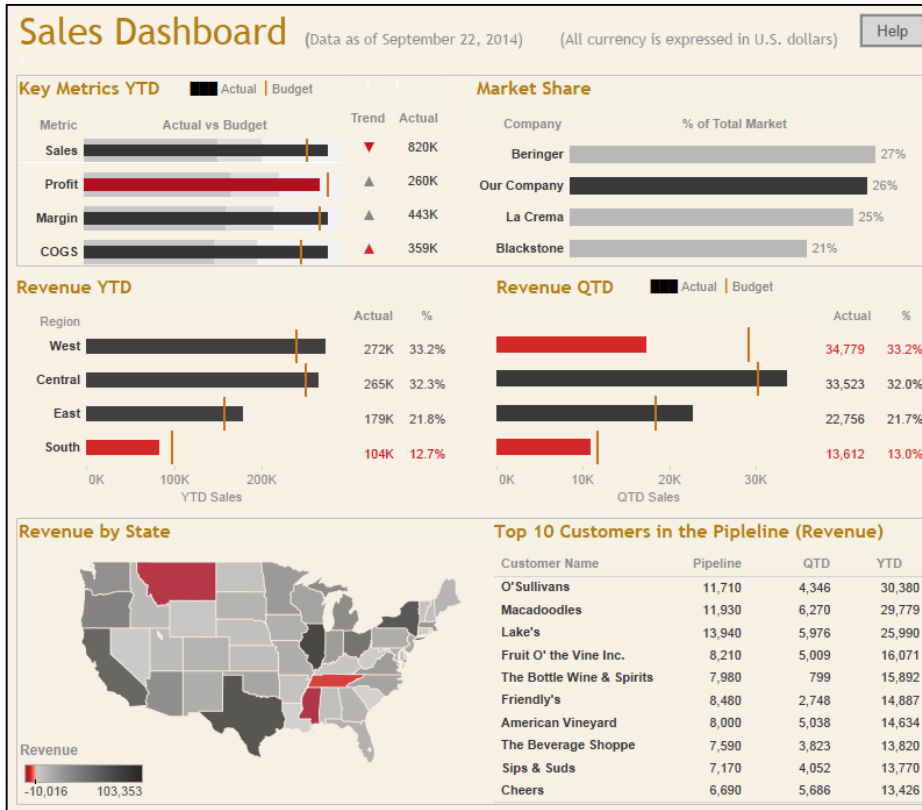 Sales Dashboard (Data as of September 22, 2014) (All currency is expressed in U.S. dollars) Help
Key Metrics YTD Actual Budget
Metric Actual vs Budget Trend Actual
Sales 820K
Profit 260K
Margin 443K
COGS 359K
Market Share
Company % of Total Market
Beringer 27%
Our Company 26%
La Crema 25%
Blackstone 21%
Revenue YTD
Region Actual %
West 272K 33.2%
Central 265K 32.3%
East 179K 21.8%
South 104K 12.7%
0K 100K 200K
YTD Sales
Revenue QTD Actual Budget
Actual %
34,779 33.2%
33,523 32.0%
22,756 21.7%
13,612 13.0%
0K 10K 20K 30K
QTD Sales
Revenue by State
Revenue
-10,016 103,353
Top 10 Customers in the Pipleline (Revenue)
Customer Name Pipeline QTD YTD
O'Sullivans 11,710 4,346 30,380
Macadoodles 11,930 6,270 29,779
Lake's 13,940 5,976 25,990
Fruit O' the Vine Inc. 8,210 5,009 16,071
The Bottle Wine & Spirits 7,980 799 15,892
Friendly's 8,480 2,748 14,887
American Vineyard 8,000 5,038 14,634
The Beverage Shoppe 7,590 3,823 13,820
Sips & Suds 7,170 4,052 13,770
Cheers 6,690 5,686 13,426